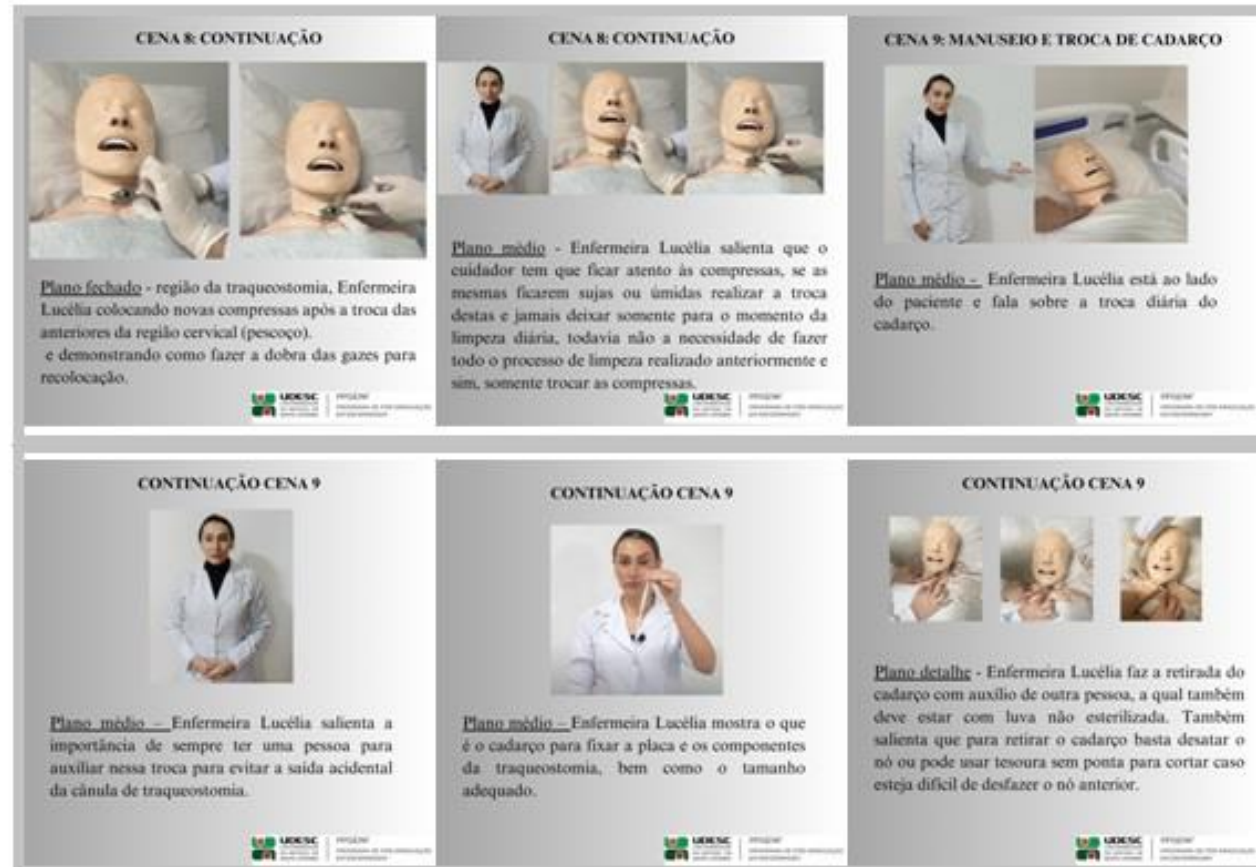 CENA 8: CONTINUAÇÃO
Plano fechado - região da traqueostomia, Enfermeira
Lucélia colocando novas compressas após a troca das
anteriores da região cervical (pescoço).
e demonstrando como fazer a dobra das gazes para
recolocação.
UDESC
CENA 8: CONTINUAÇÃO
Plano médio - Enfermeira Lucélia salienta que o
cuidador tem que ficar atento às compressas, se as
mesmas ficarem sujas ou úmidas realizar a troca
destas e jamais deixar somente para o momento da
limpeza diária, todavia não a necessidade de fazer
todo o processo de limpeza realizado anteriormente e
sim, somente trocar as compressas.
UDESC
CENA 9: MANUSEIO E TROCA DE CADARÇO
Plano médio - Enfermeira Lucélia está ao lado
do paciente e fala sobre a troca diária do
cadarço.
UDESC
CONTINUAÇÃO CENA 9
Plano médio – Enfermeira Lucélia salienta a
importância de sempre ter uma pessoa para
auxiliar nessa troca para evitar a saída acidental
da cânula de traqueostomia.
UDESC
CONTINUAÇÃO CENA 9
Plano médio – Enfermeira Lucélia mostra o que
é o cadarço para fixar a placa e os componentes
da traqueostomia, bem como o tamanho
adequado.
UDESC
CONTINUAÇÃO CENA 9
Plano detalhe - Enfermeira Lucélia faz a retirada do
cadarço com auxílio de outra pessoa, a qual também
deve estar com luva não esterilizada. Também
salienta que para retirar o cadarço basta desatar o
nó ou pode usar tesoura sem ponta para cortar caso
esteja difícil de desfazer o nó anterior.
UDESC